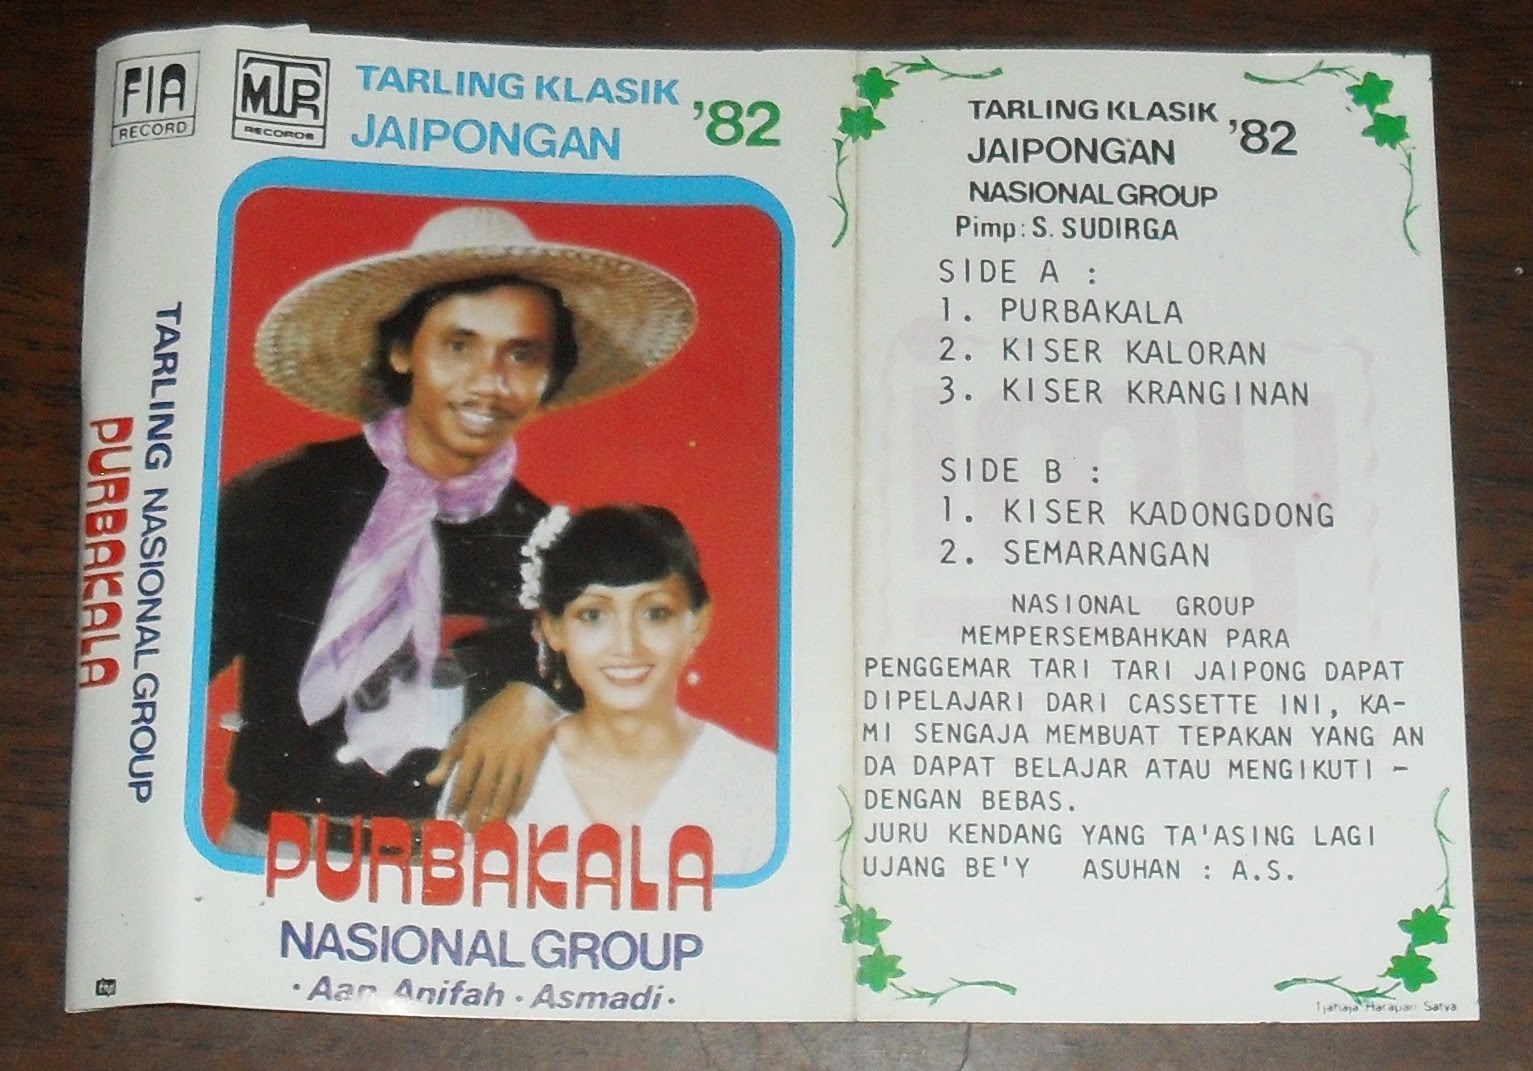 FIA
RECORD
TARLING NASIONAL GROUP
PURBAKALA
MTR
RECORDS
TARLING KLASIK
JAIPONGAN '82
PURBAKALA
NASIONAL GROUP
· Aan Anifah · Asmadi ·
TARLING KLASIK
JAIPONGAN '82
NASIONAL GROUP
Pimp: S. SUDIRGA
SIDE A :
1. PURBAKALA
2. KISER KALORAN
3. KISER KRANGINAN
SIDE B :
1. KISER KADONGDONG
2. SEMARANGAN
NASIONAL GROUP
MEMPERSEMBAHKAN PARA
PENGGEMAR TARI TARI JAIPONG DAPAT
DIPELAJARI DARI CASSETTE INI, KA-
MI SENGAJA MEMBUAT TEPAKAN YANG AN
DA DAPAT BELAJAR ATAU MENGIKUTI -
DENGAN BEBAS.
JURU KENDANG YANG TA'ASING LAGI
UJANG BE'Y ASUHAN : A.S.
Tjahaja Harapan Satya